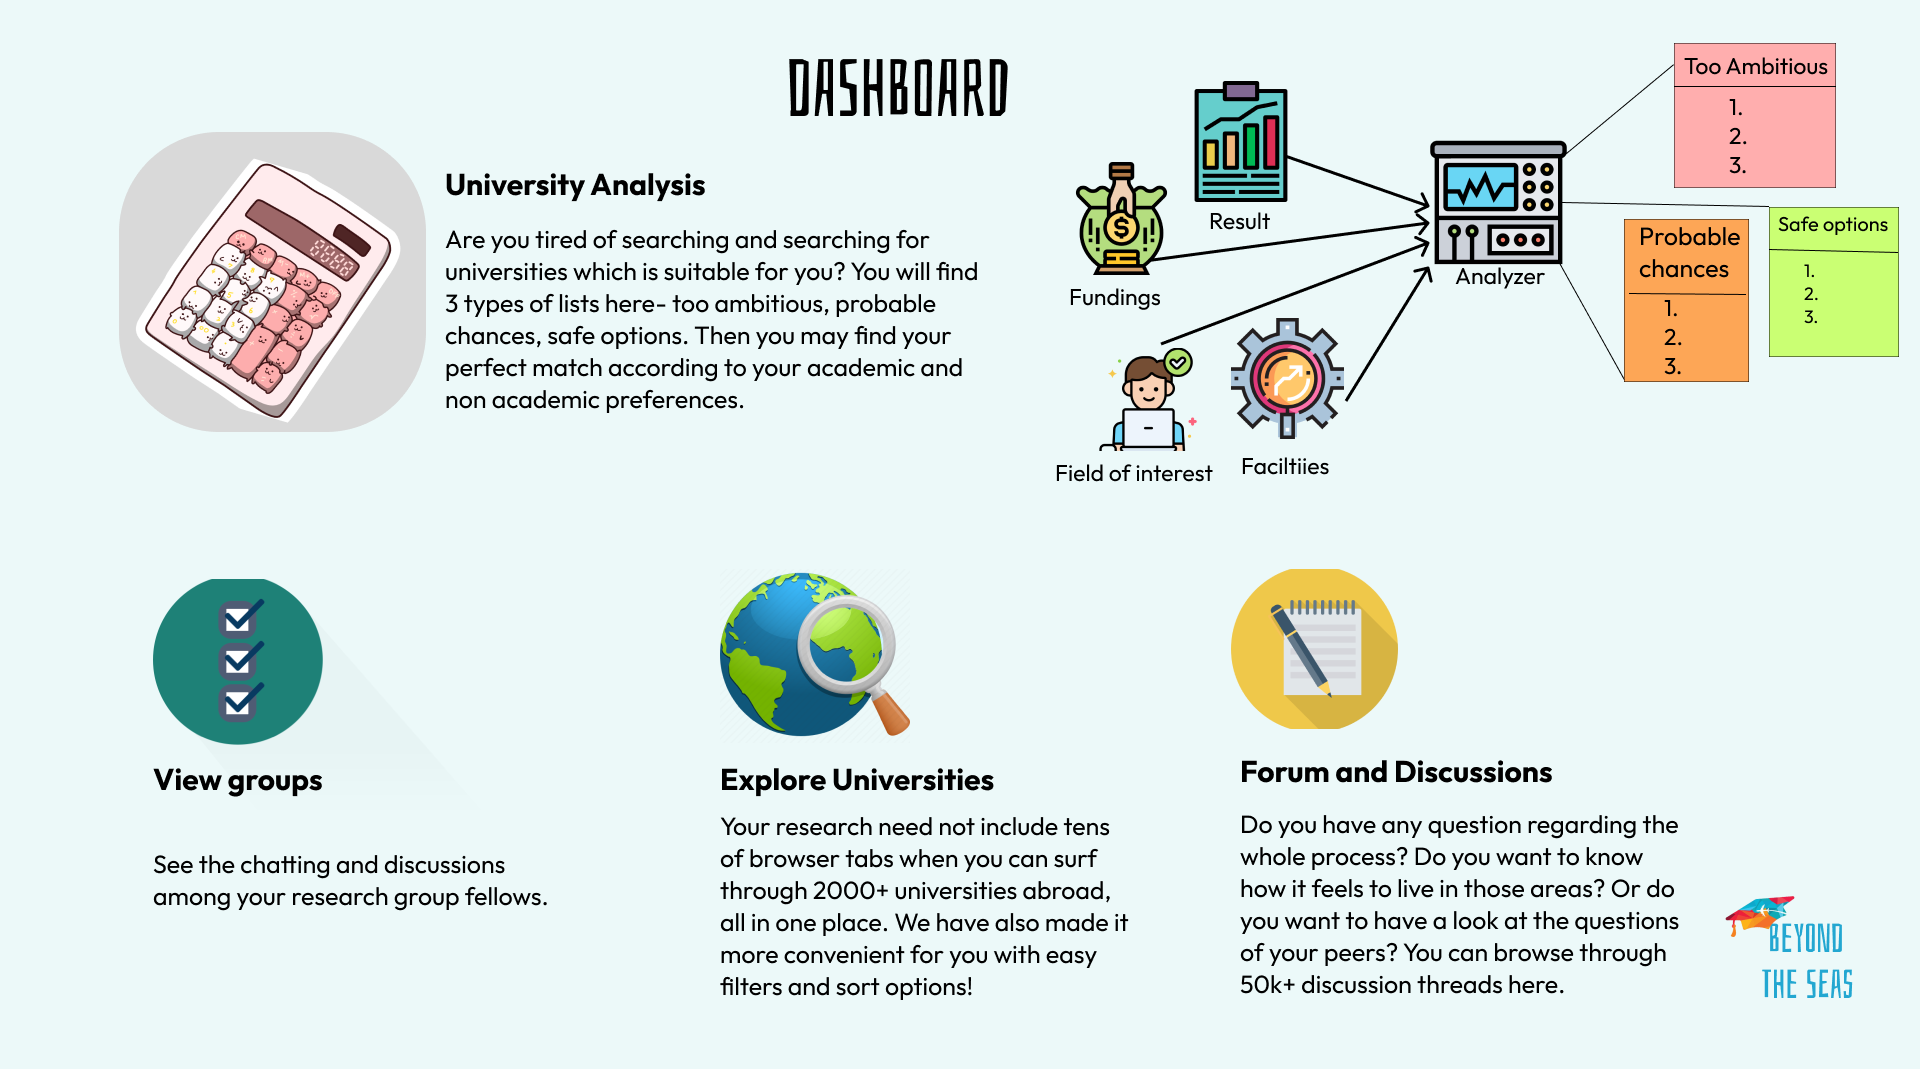 DASHBOARD
University Analysis
Are you tired of searching and searching for
universities which is suitable for you? You will find
3 types of lists here- too ambitious, probable
chances, safe options. Then you may find your
perfect match according to your academic and
non academic preferences.
Result
Fundings
Field of interest
Faciltiies
Analyzer
Too Ambitious
1.
2.
3.
Probable
chances
1.
2.
3.
Safe options
1.
2.
3.
View groups
See the chatting and discussions
among your research group fellows.
Explore Universities
Your research need not include tens
of browser tabs when you can surf
through 2000+ universities abroad,
all in one place. We have also made it
more convenient for you with easy
filters and sort options!
Forum and Discussions
Do you have any question regarding the
whole process? Do you want to know
how it feels to live in those areas? Or do
you want to have a look at the questions
of your peers? You can browse through
50k+ discussion threads here.
BEYOND
THE SEAS